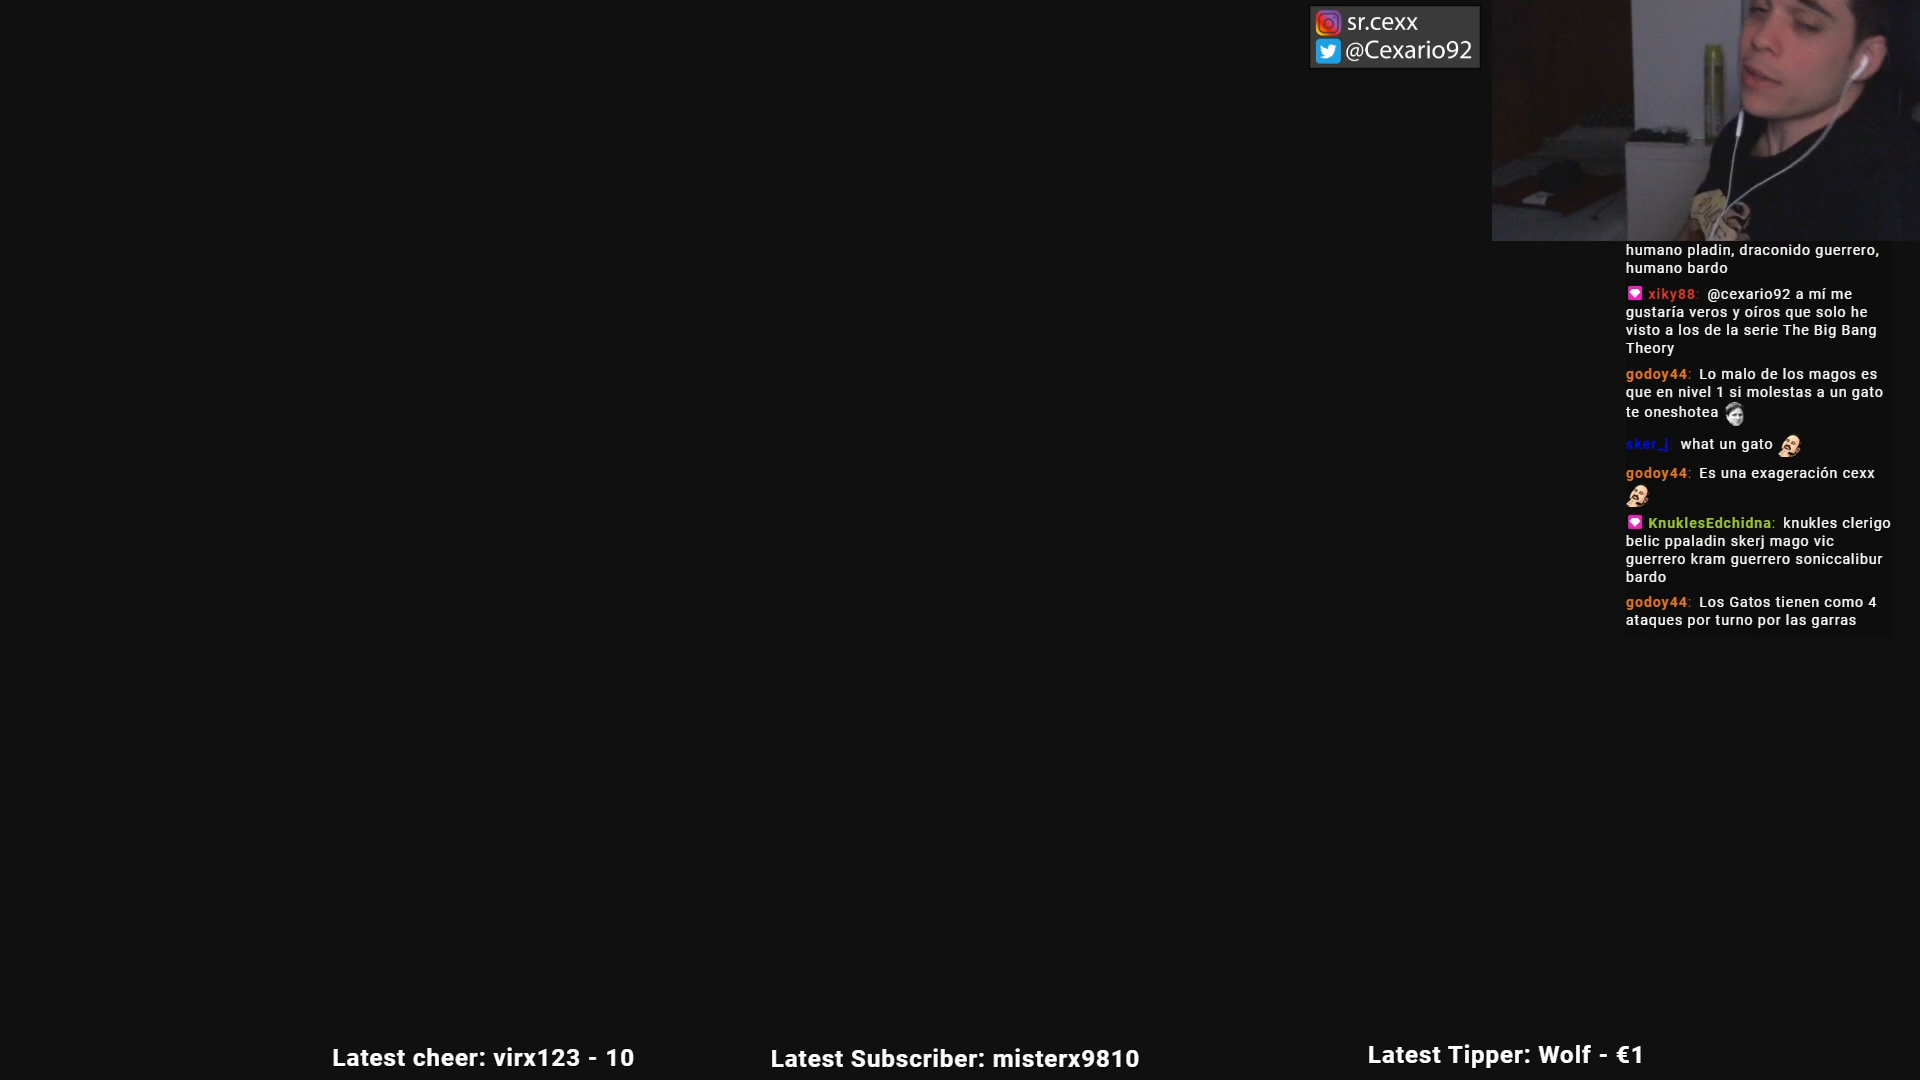 sr.cexx
@Cexario92
humano pladin, draconido guerrero,
humano bardo
xiky88: @cexario92 a mí me
gustaría veros y oíros que solo he
visto a los de la serie The Big Bang
Theory
godoy44: Lo malo de los magos es
que en nivel 1 si molestas a un gato
te oneshotea
sker_j: what un gato
godoy44: Es una exageración cexx
KnuklesEdchidna: knukles clerigo
belic ppaladin skerj mago vic
guerrero kram guerrero soniccalibur
bardo
godoy44: Los Gatos tienen como 4
ataques por turno por las garras
Latest cheer: virx123 - 10
Latest Subscriber: misterx9810
Latest Tipper: Wolf - €1